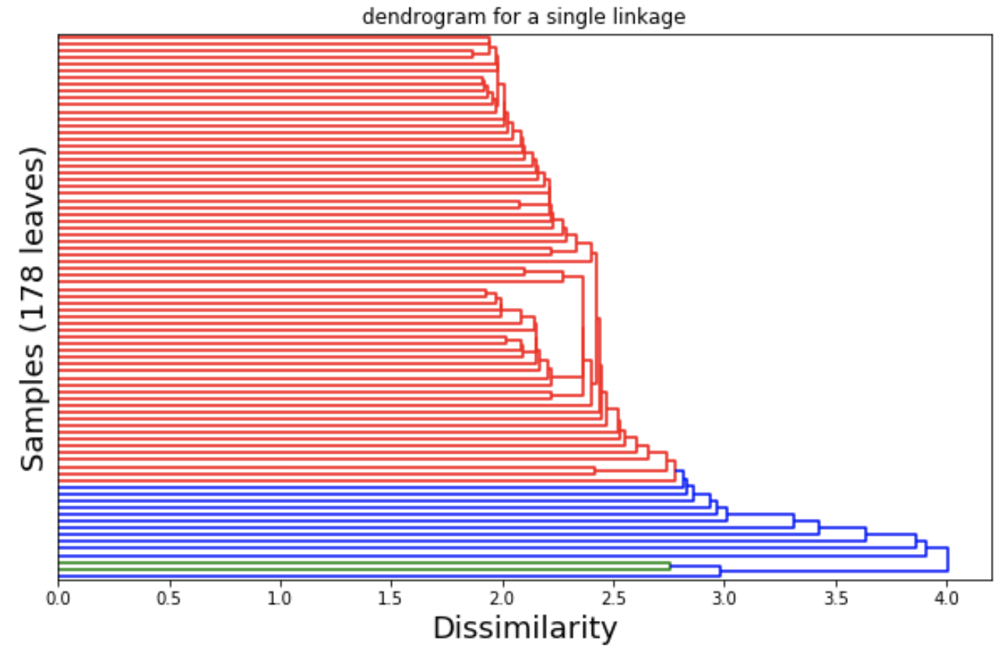 dendrogram for a single linkage
Samples (178 leaves)
0.0 0.5 1.0 1.5 2.0 2.5 3.0 3.5 4.0
Dissimilarity